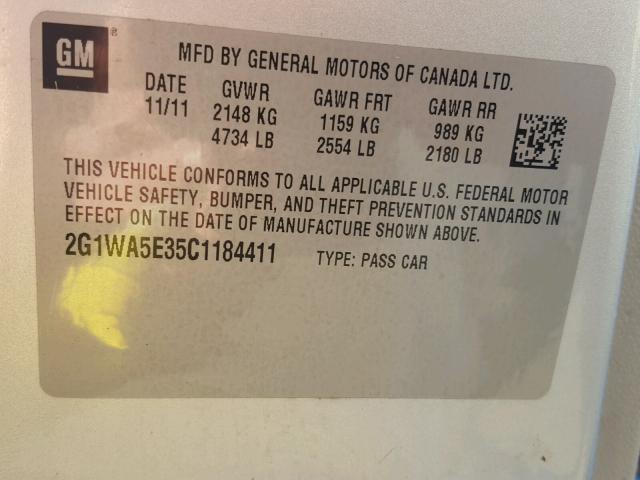 GM®
MFD BY GENERAL MOTORS OF CANADA LTD.
DATE GVWR GAWR FRT GAWR RR
11/11 2148 KG 1159 KG 989 KG
4734 LB 2554 LB 2180 LB
THIS VEHICLE CONFORMS TO ALL APPLICABLE U.S. FEDERAL MOTOR
VEHICLE SAFETY, BUMPER, AND THEFT PREVENTION STANDARDS IN
EFFECT ON THE DATE OF MANUFACTURE SHOWN ABOVE.
2G1WA5E35C1184411 TYPE: PASS CAR